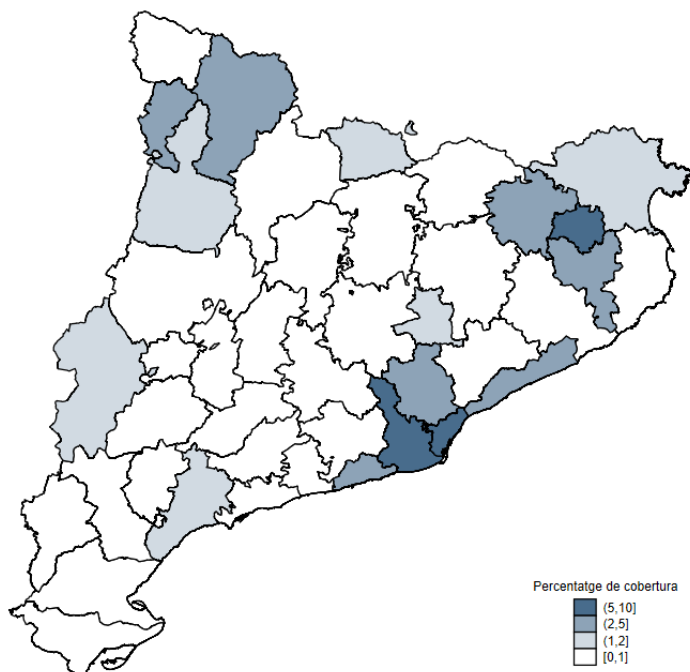 Percentatge de cobertura
(5,10]
(2,5]
(1,2]
[0,1]